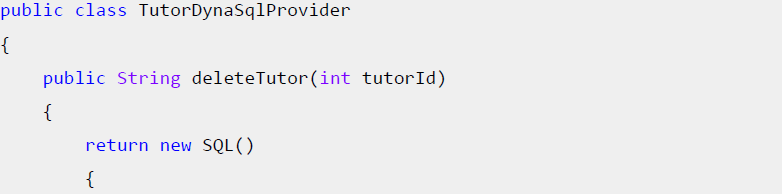 public class TutorDynaSqlProvider
{
    public String deleteTutor(int tutorId)
    {
        return new SQL()
        {